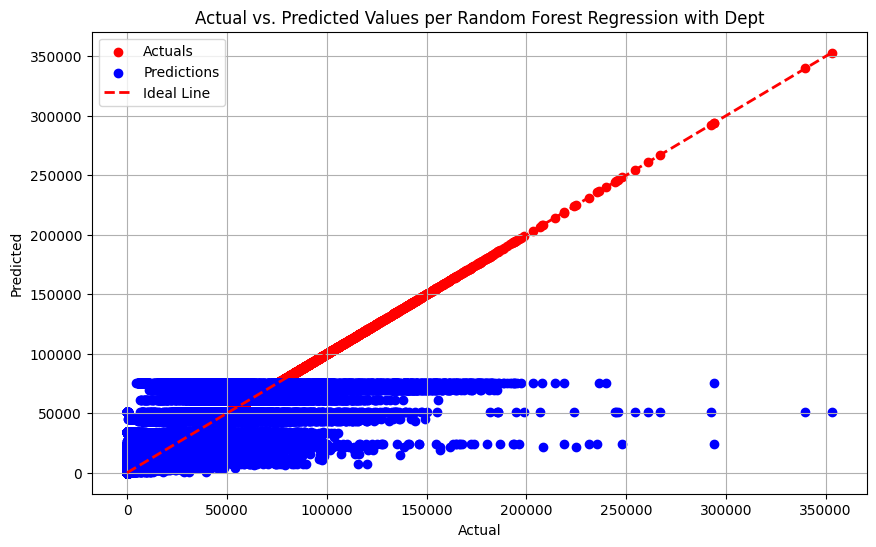 Actual vs. Predicted Values per Random Forest Regression with Dept
Actuals
Predictions
Ideal Line
350000
300000
250000
200000
150000
100000
50000
0
Predicted
0 50000 100000 150000 200000 250000 300000 350000
Actual